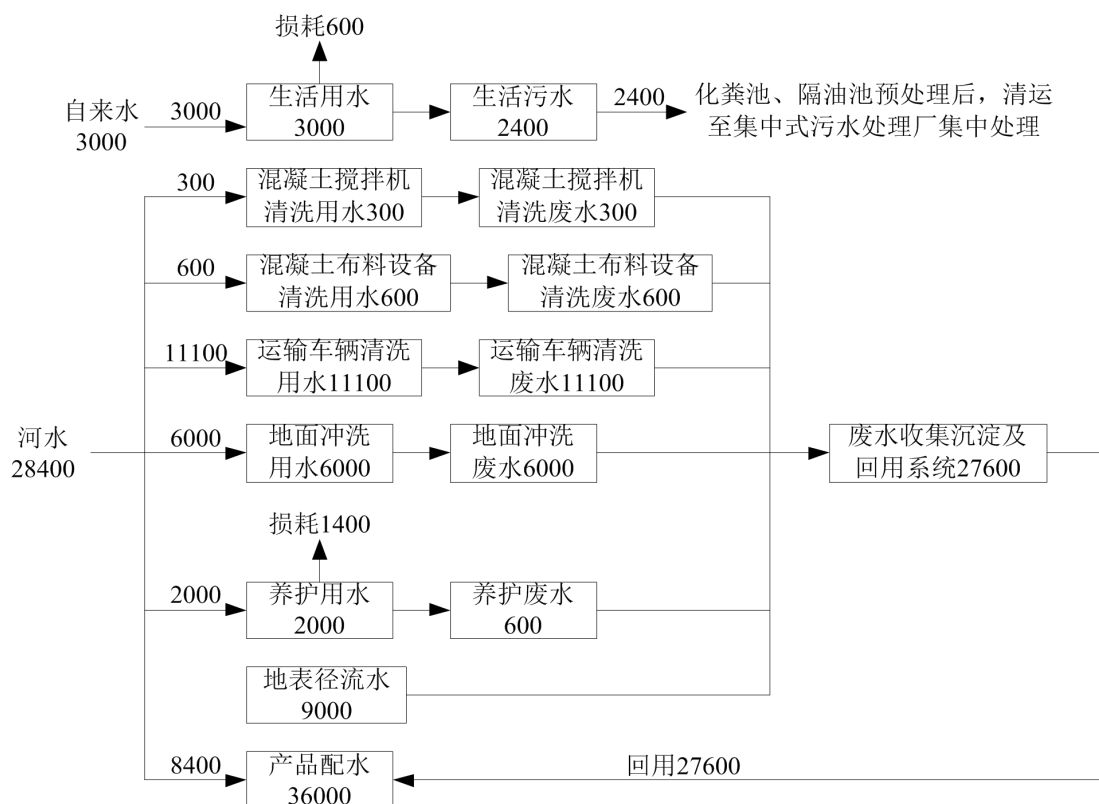 损耗600
自来水
3000
3000
生活用水
3000
生活污水
2400
2400
化粪池、隔油池预处理后，清运
至集中式污水处理厂集中处理
300
混凝土搅拌机
清洗用水300
混凝土搅拌机
清洗废水300
600
混凝土布料设备
清洗用水600
混凝土布料设备
清洗废水600
11100
运输车辆清洗
用水11100
运输车辆清洗
废水11100
河水
28400
6000
地面冲洗
用水6000
地面冲洗
废水6000
废水收集沉淀及
回用系统27600
损耗1400
2000
养护用水
2000
养护废水
600
地表径流水
9000
8400
产品配水
36000
回用27600